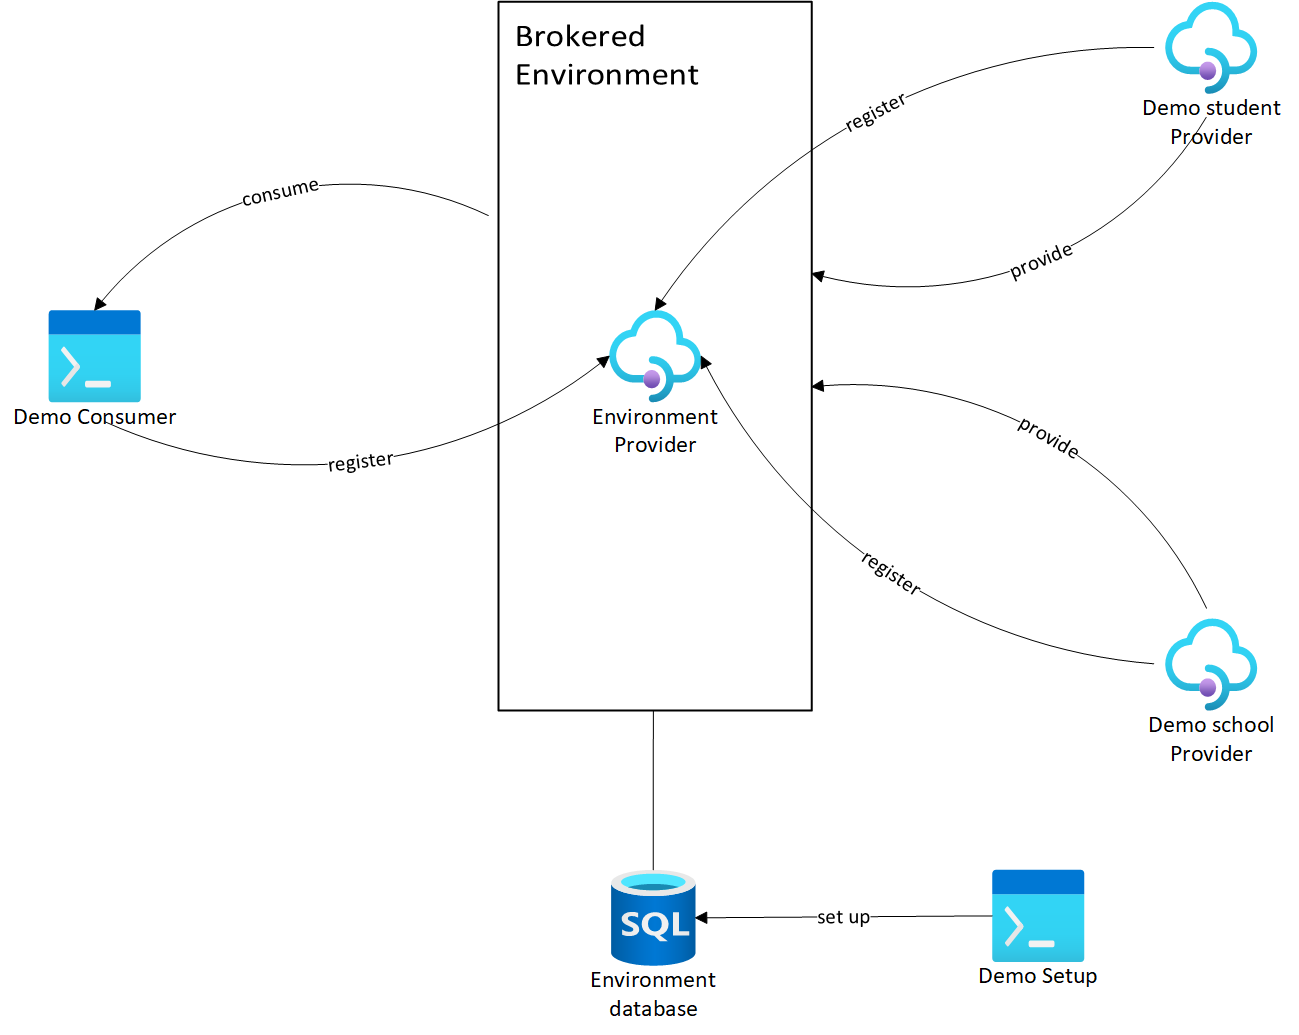 Brokered
Environment
register
Demo student
Provider
consume
provide
Demo Consumer
Environment
Provider
register
provide
register
Demo school
Provider
SQL
set up
Environment
database
Demo Setup
>_
>_